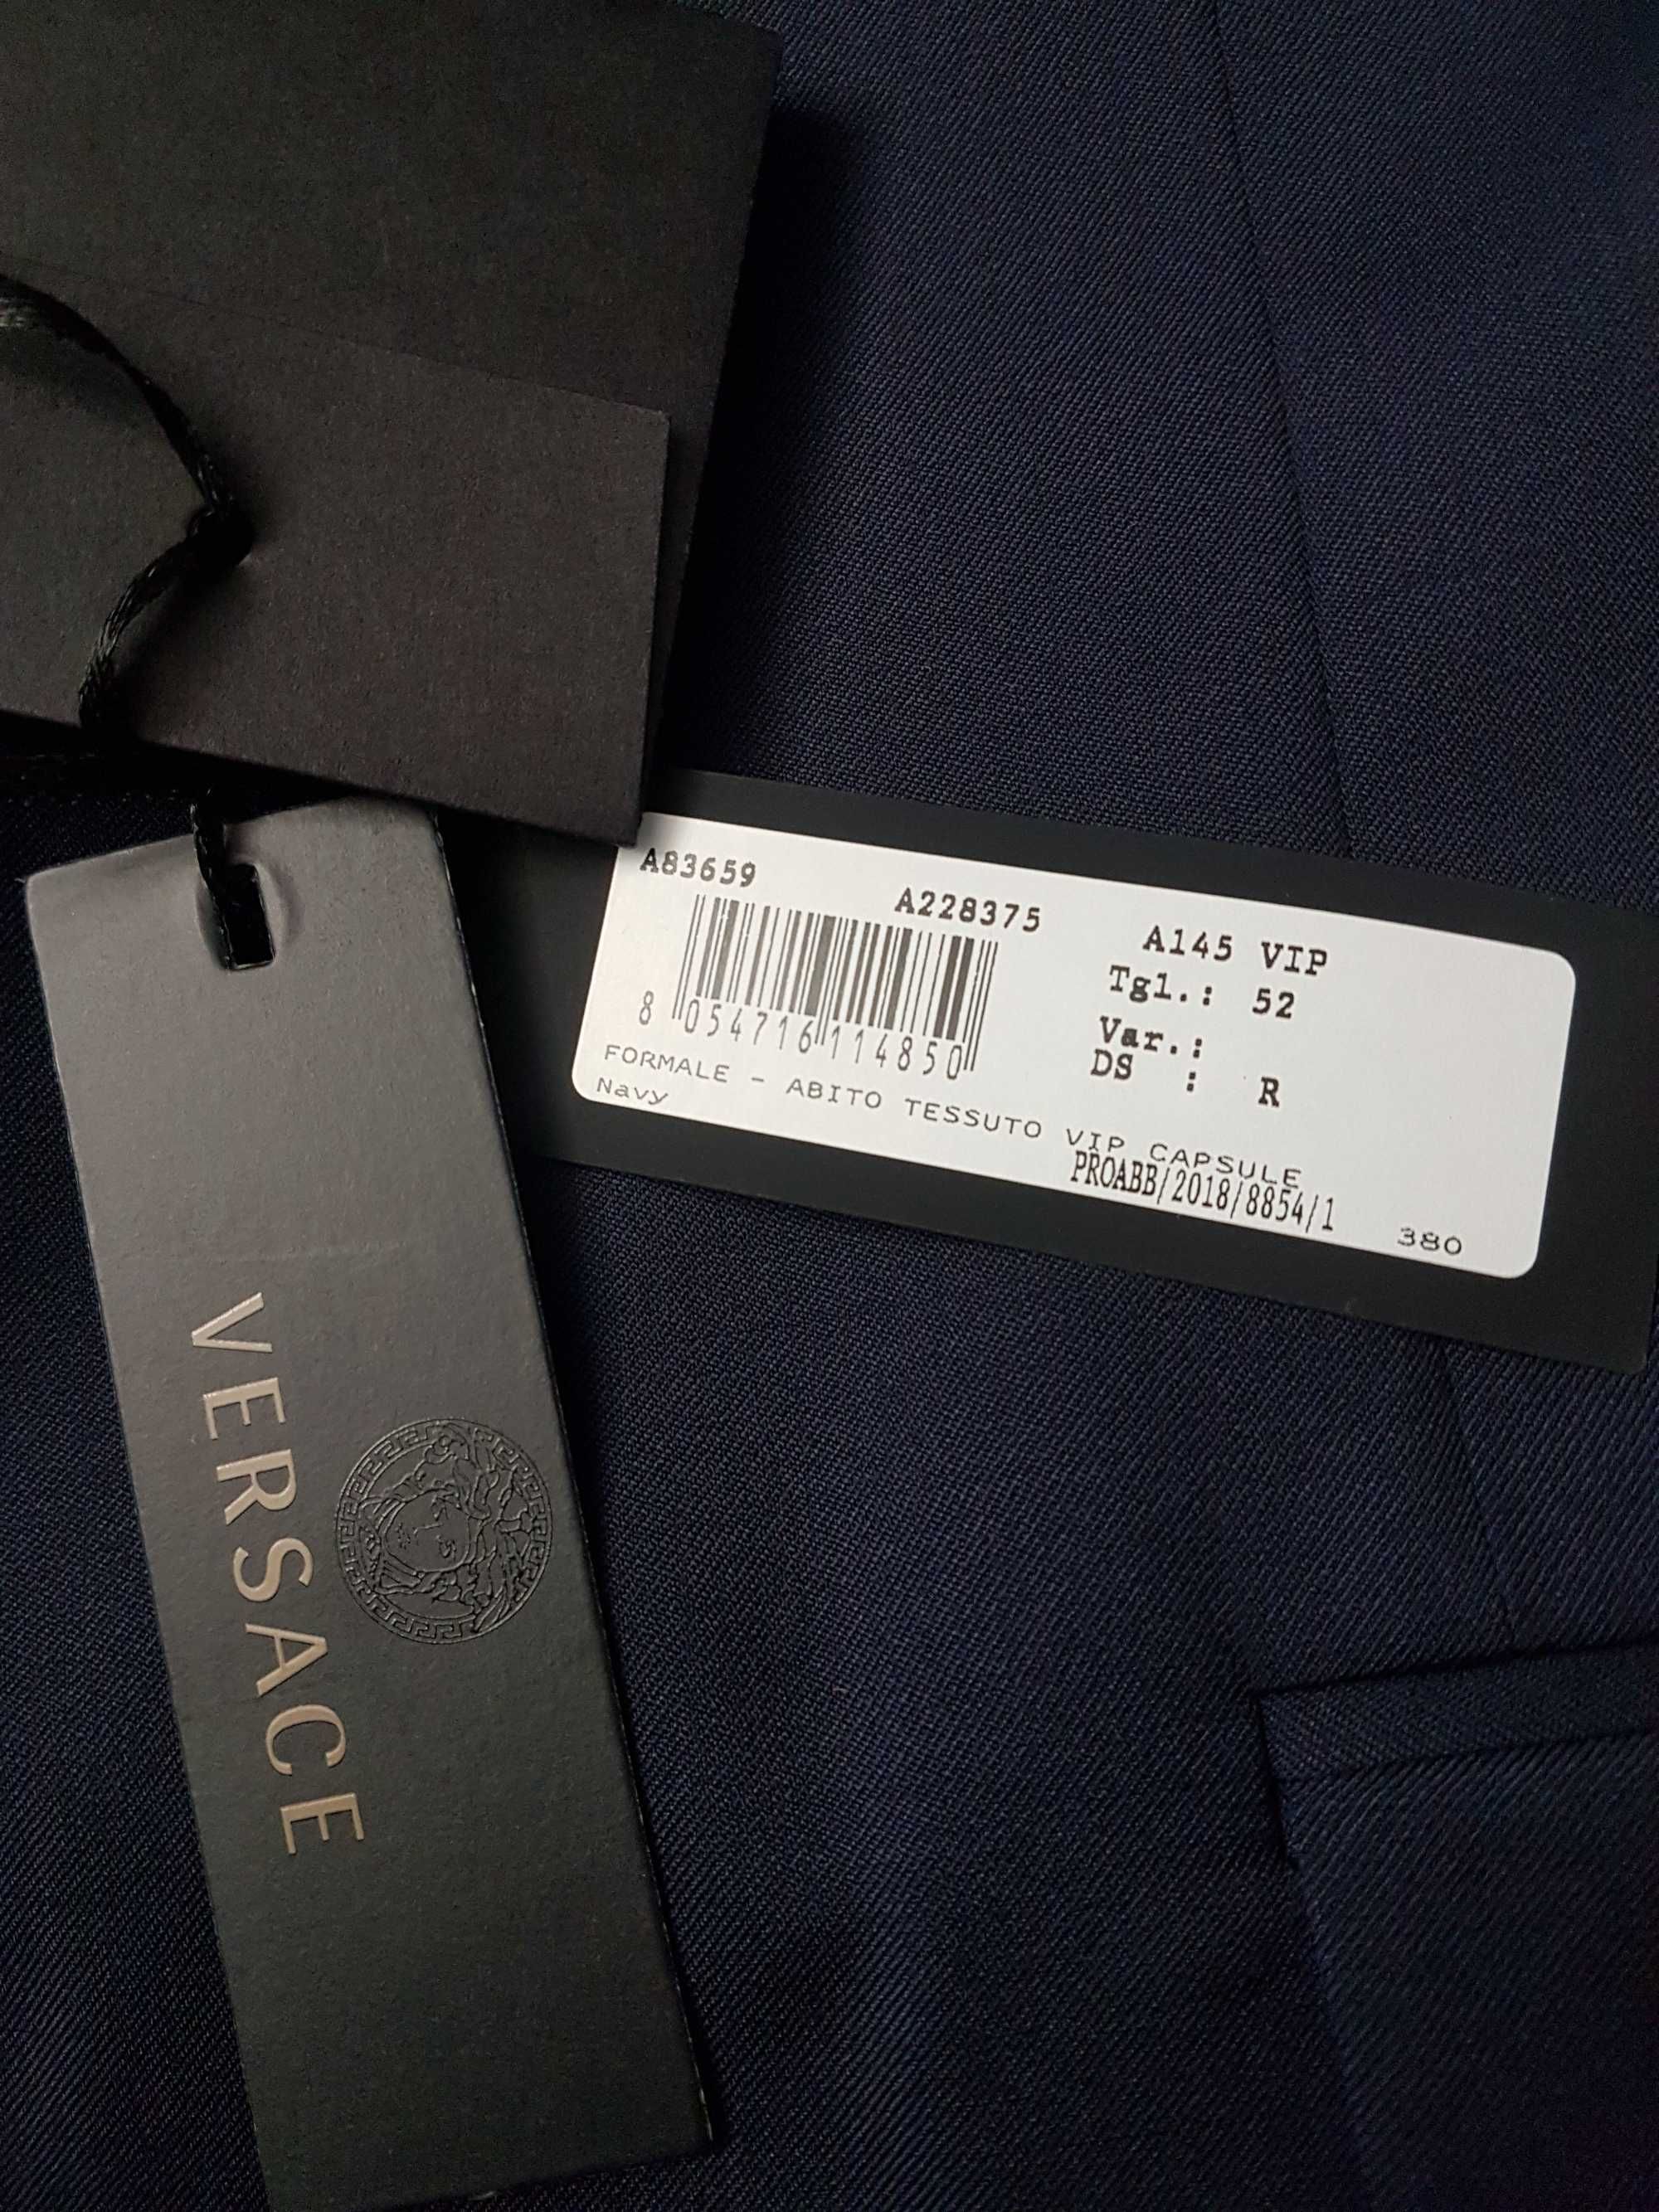 A83659
A228375
A145 VIP
Tgl.: 52
Var.:
DS : R
8 054716 114850
FORMALE - ABITO TESSUTO VIP CAPSULE
Navy
PROABB/2018/8854/1
380
VERSACE